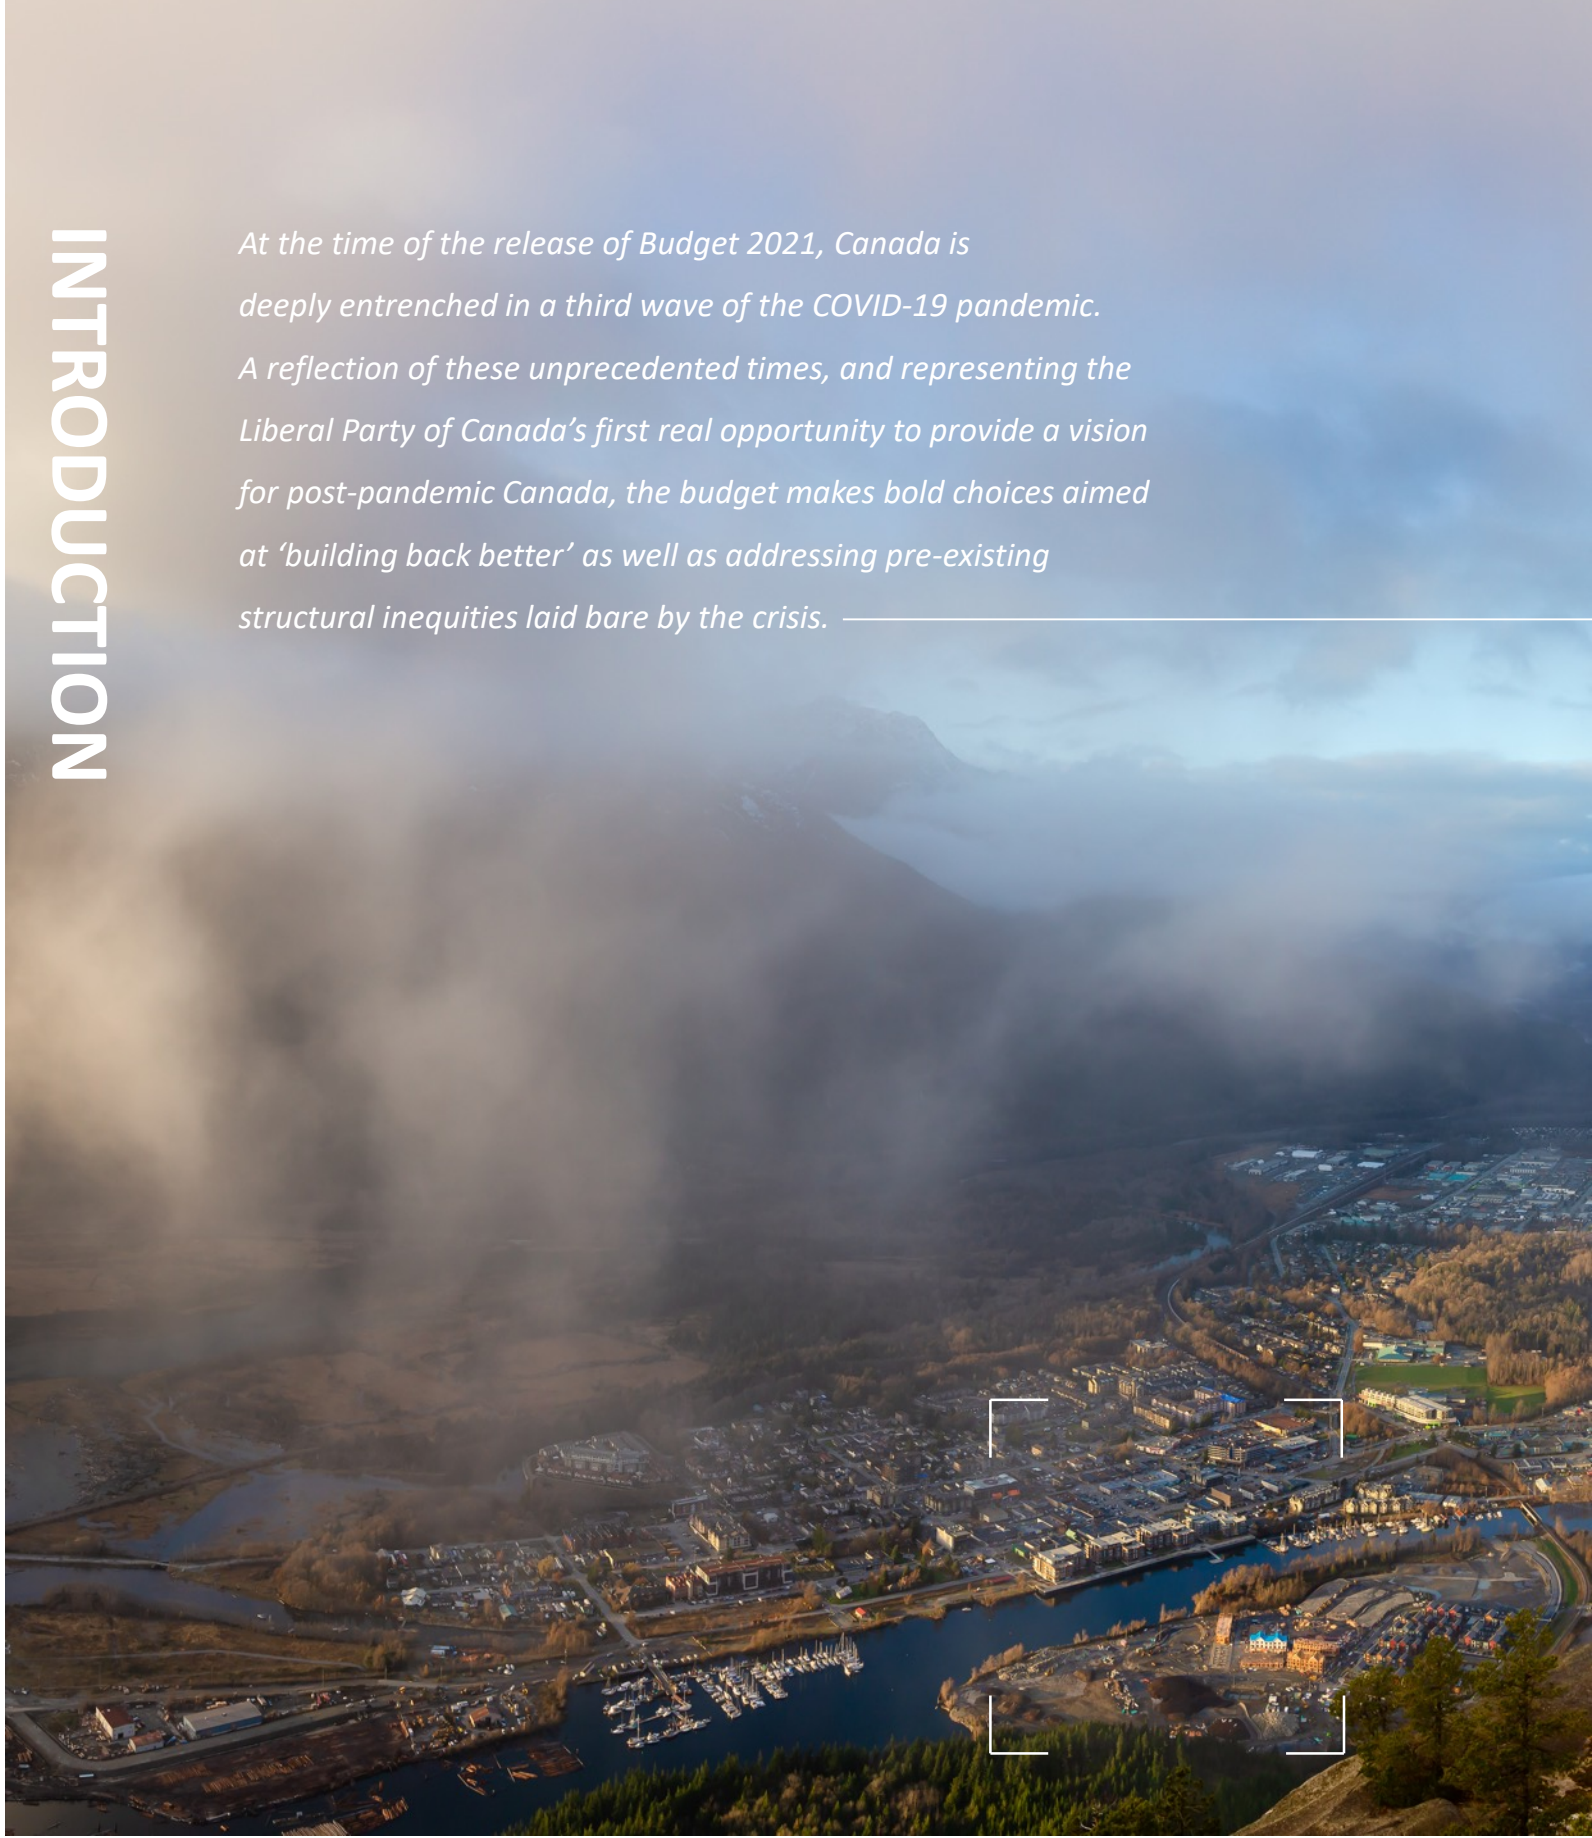 INTRODUCTION
At the time of the release of Budget 2021, Canada is
deeply entrenched in a third wave of the COVID-19 pandemic.
A reflection of these unprecedented times, and representing the
Liberal Party of Canada’s first real opportunity to provide a vision
for post-pandemic Canada, the budget makes bold choices aimed
at ‘building back better’ as well as addressing pre-existing
structural inequities laid bare by the crisis.